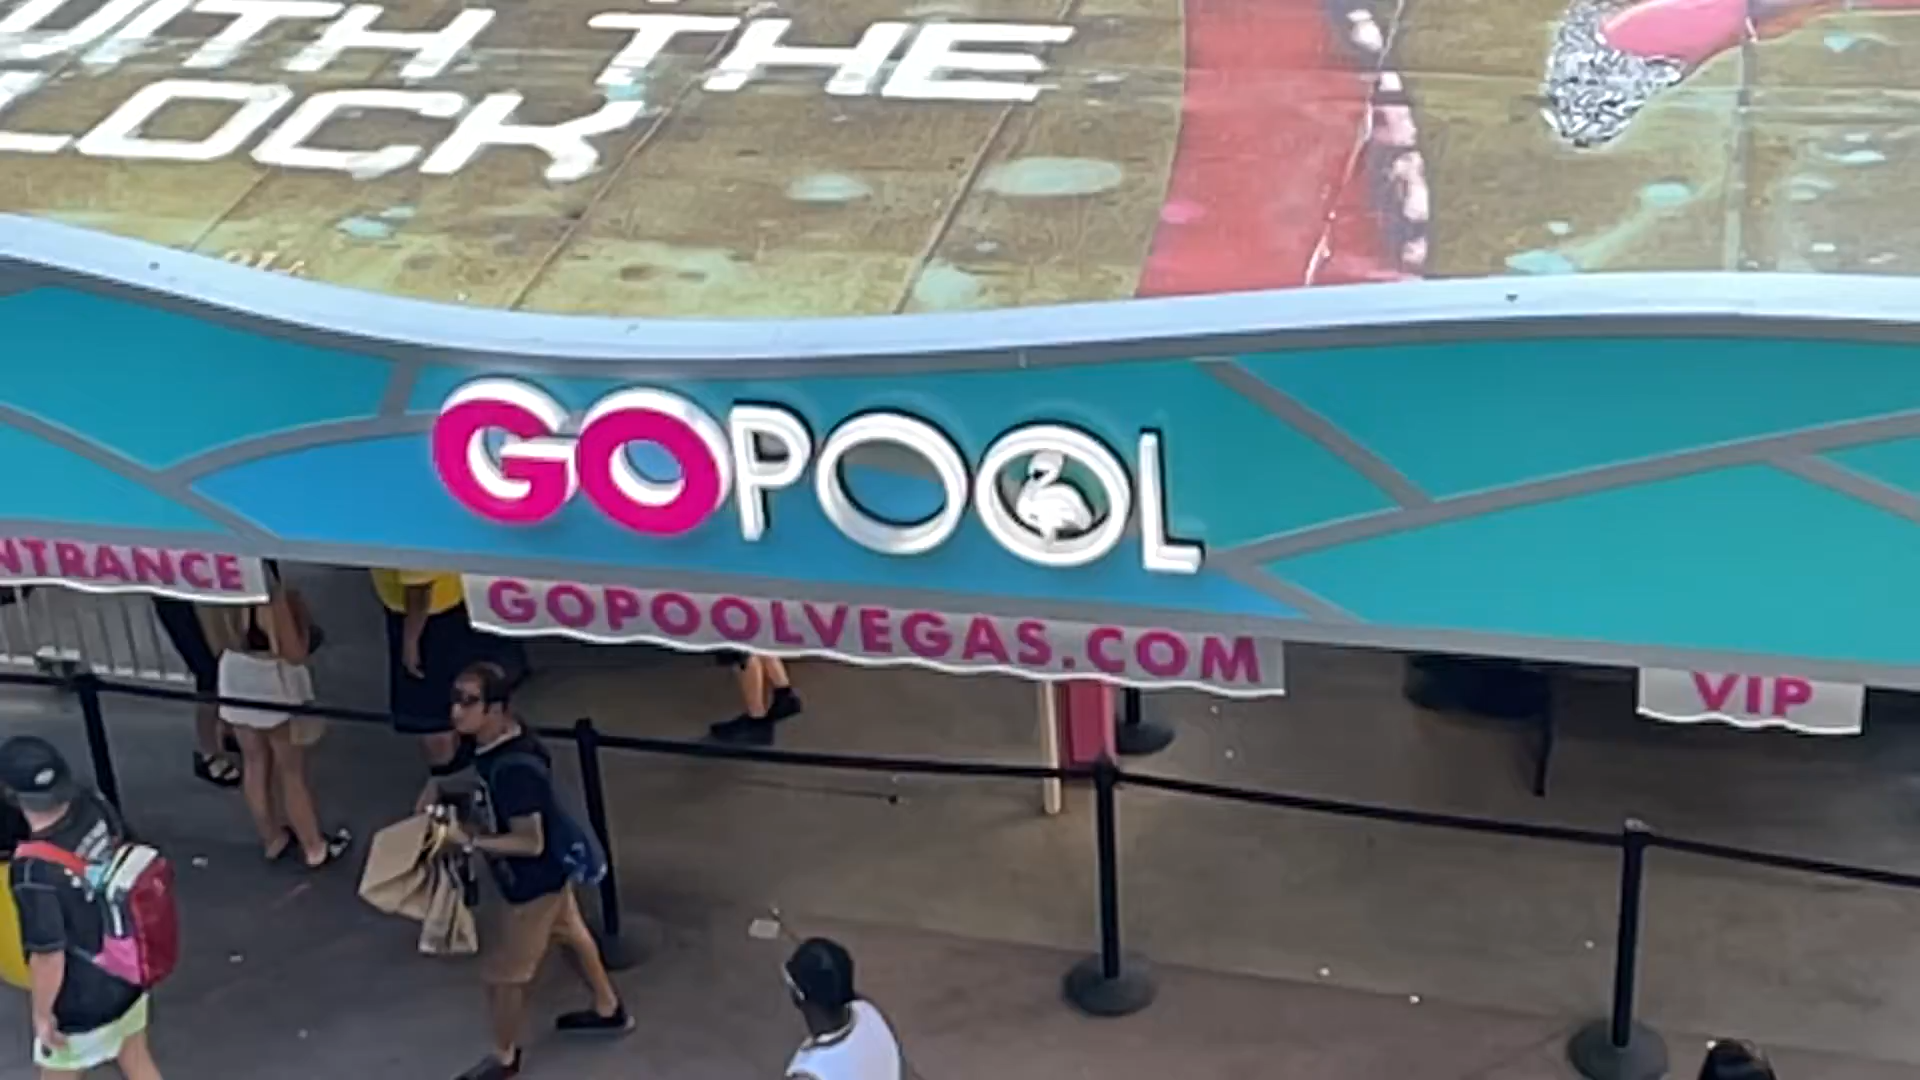 WITH THE
LOCK
GOPOOL
NTRANCE
GOPOOLVEGAS.COM
VIP